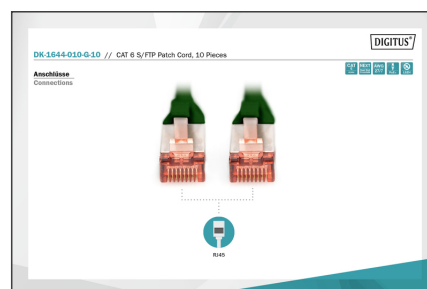 DIGITUS®
DK-1644-010-G-10 // CAT 6 S/FTP Patch Cord, 10 Pieces
Anschlüsse
Connections
RJ45